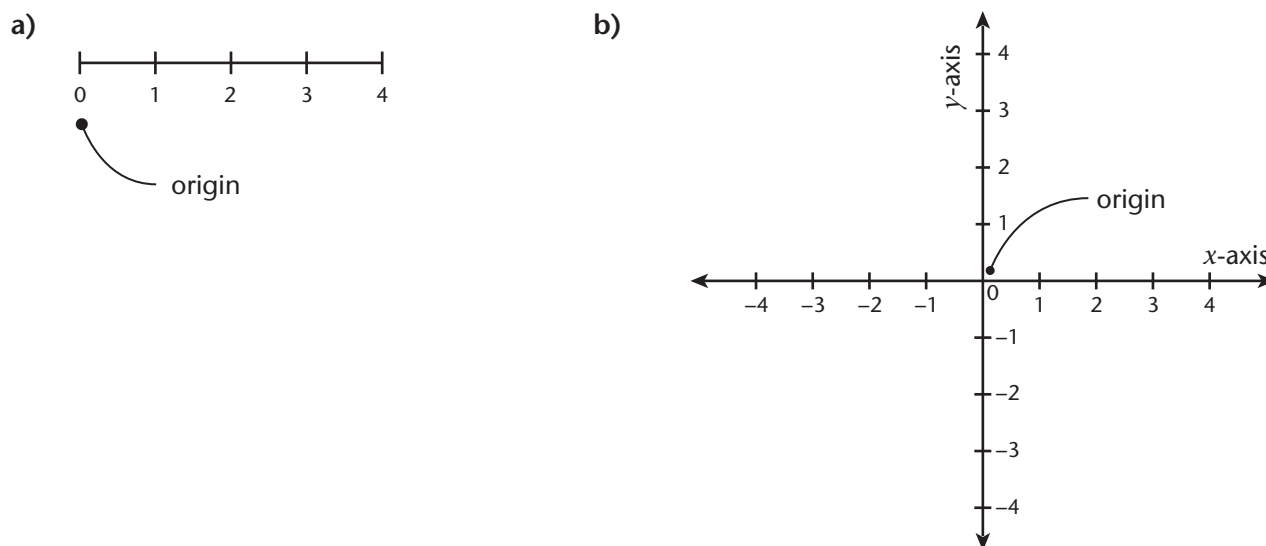 a)
0 1 2 3 4
origin
b)
y-axis
4
3
2
1
origin
x-axis
–4 –3 –2 –1 0 1 2 3 4
–1
–2
–3
–4